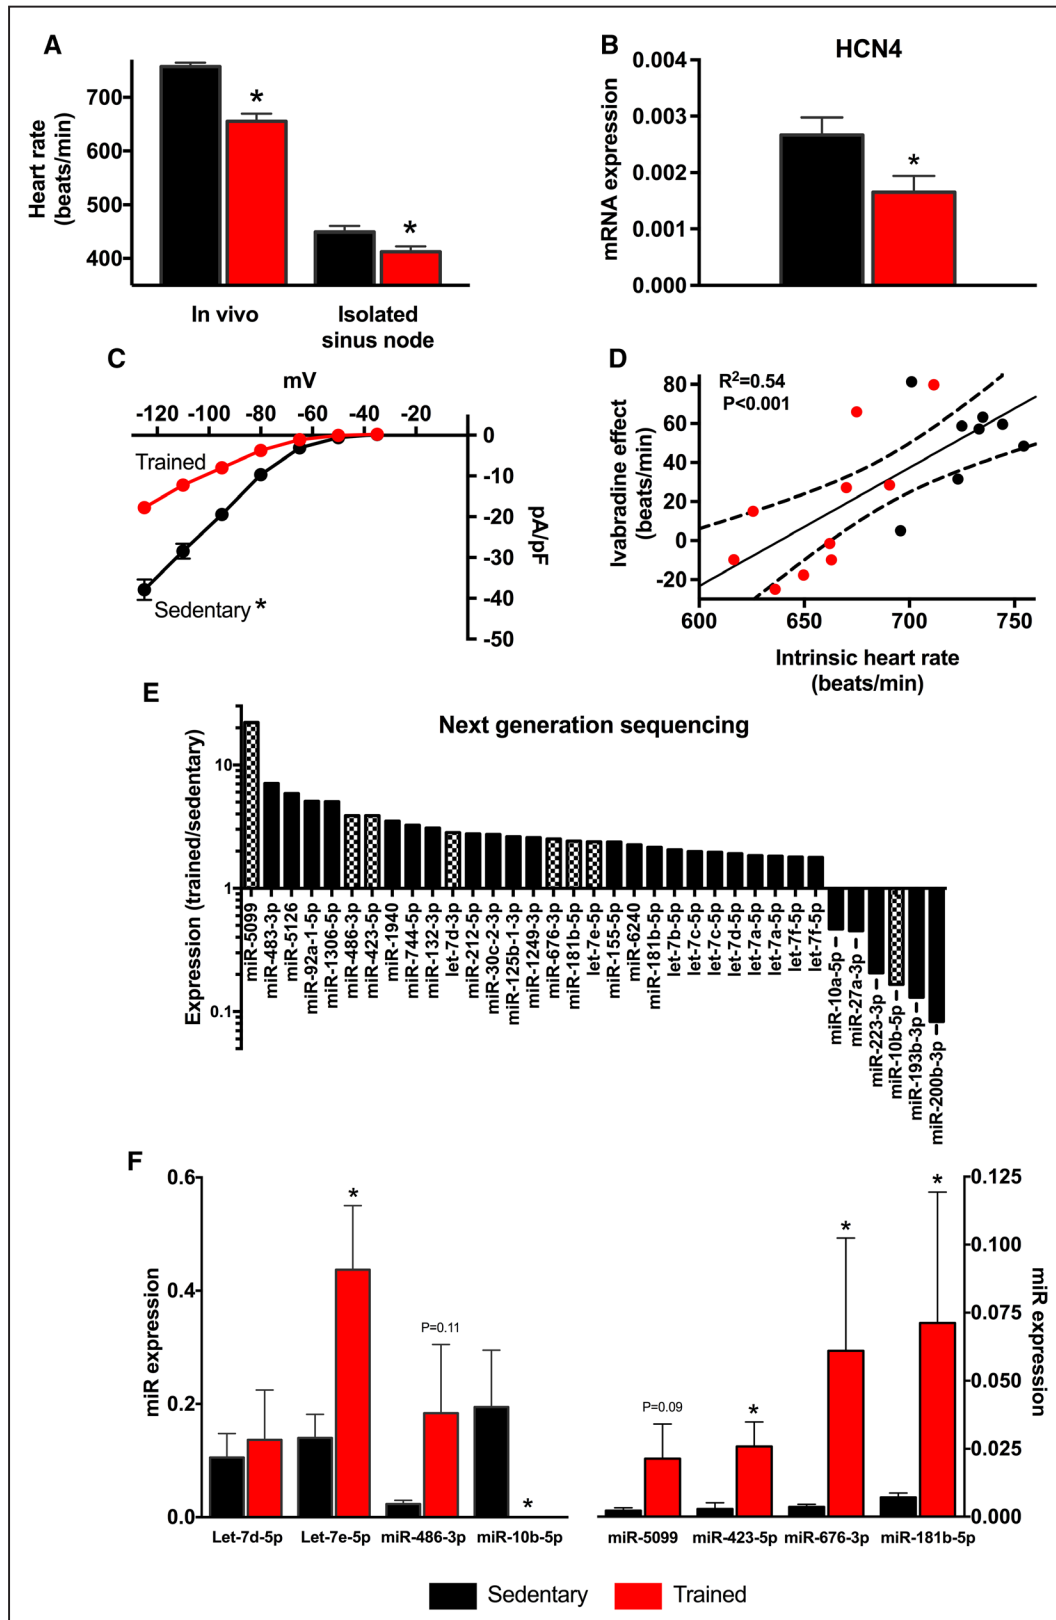 A
Heart rate
(beats/min)
700
600
500
400
*
*
In vivo
Isolated
sinus node
B
HCN4
mRNA expression
0.004
0.003
0.002
0.001
0.000
*
C
mV
-120 -100 -80 -60 -40 -20
0
-10
-20
-30
-40
-50
pA/pF
Trained
Sedentary *
D
R2=0.54
P<0.001
Ivabradine effect
(beats/min)
80
60
40
20
0
-20
600 650 700 750
Intrinsic heart rate
(beats/min)
E
Next generation sequencing
Expression (trained/sedentary)
10
1
0.1
miR-5099
miR-483-3p
miR-5126
miR-92a-1-5p
miR-1306-5p
miR-486-3p
miR-423-5p
miR-1940
miR-744-5p
miR-132-3p
let-7d-3p
miR-212-5p
miR-30c-2-3p
miR-125b-1-3p
miR-1249-3p
miR-676-3p
miR-181b-5p
let-7e-5p
miR-155-5p
miR-6240
miR-181b-5p
let-7b-5p
let-7c-5p
let-7c-5p
let-7d-5p
let-7a-5p
let-7a-5p
let-7f-5p
let-7f-5p
miR-10a-5p
miR-27a-3p
miR-223-3p
miR-10b-5p
miR-193b-3p
miR-200b-3p
F
miR expression
0.6
0.4
0.2
0.0
*
P=0.11
*
Let-7d-5p Let-7e-5p miR-486-3p miR-10b-5p
P=0.09
*
*
*
miR-5099 miR-423-5p miR-676-3p miR-181b-5p
0.125
0.100
0.075
0.050
0.025
0.000
miR expression
Sedentary Trained